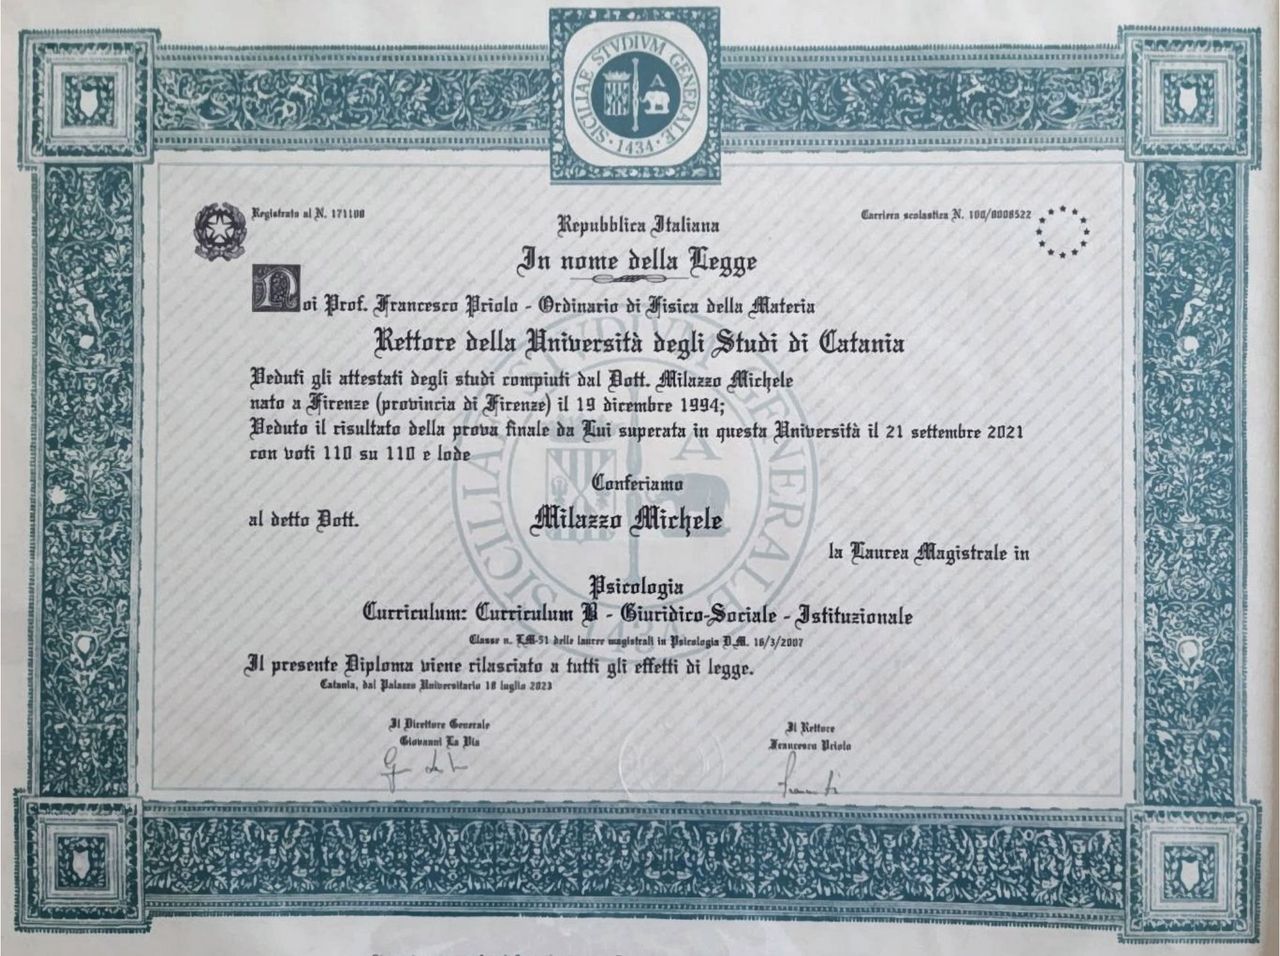 SICILIAE STVDIVM GENERALE · 1434 ·
Registrato al N. 171108
Carriera scolastica N. 100/0008522
Repubblica Italiana
In nome della Legge
Noi Prof. Francesco Priolo - Ordinario di Fisica della Materia
Rettore della Università degli Studi di Catania
Veduti gli attestati degli studi compiuti dal Dott. Milazzo Michele
nato a Firenze (provincia di Firenze) il 19 dicembre 1994;
Veduto il risultato della prova finale da Lui superata in questa Università il 21 settembre 2021
con voti 110 su 110 e lode
Conferiamo
al detto Dott. Milazzo Michele
la Laurea Magistrale in
Psicologia
Curriculum: Curriculum B - Giuridico-Sociale - Istituzionale
Classe n. LM-51 delle lauree magistrali in Psicologia D.M. 16/3/2007
Il presente Diploma viene rilasciato a tutti gli effetti di legge.
Catania, dal Palazzo Universitario 18 luglio 2023
Il Direttore Generale
Giovanni La Via
Il Rettore
Francesco Priolo